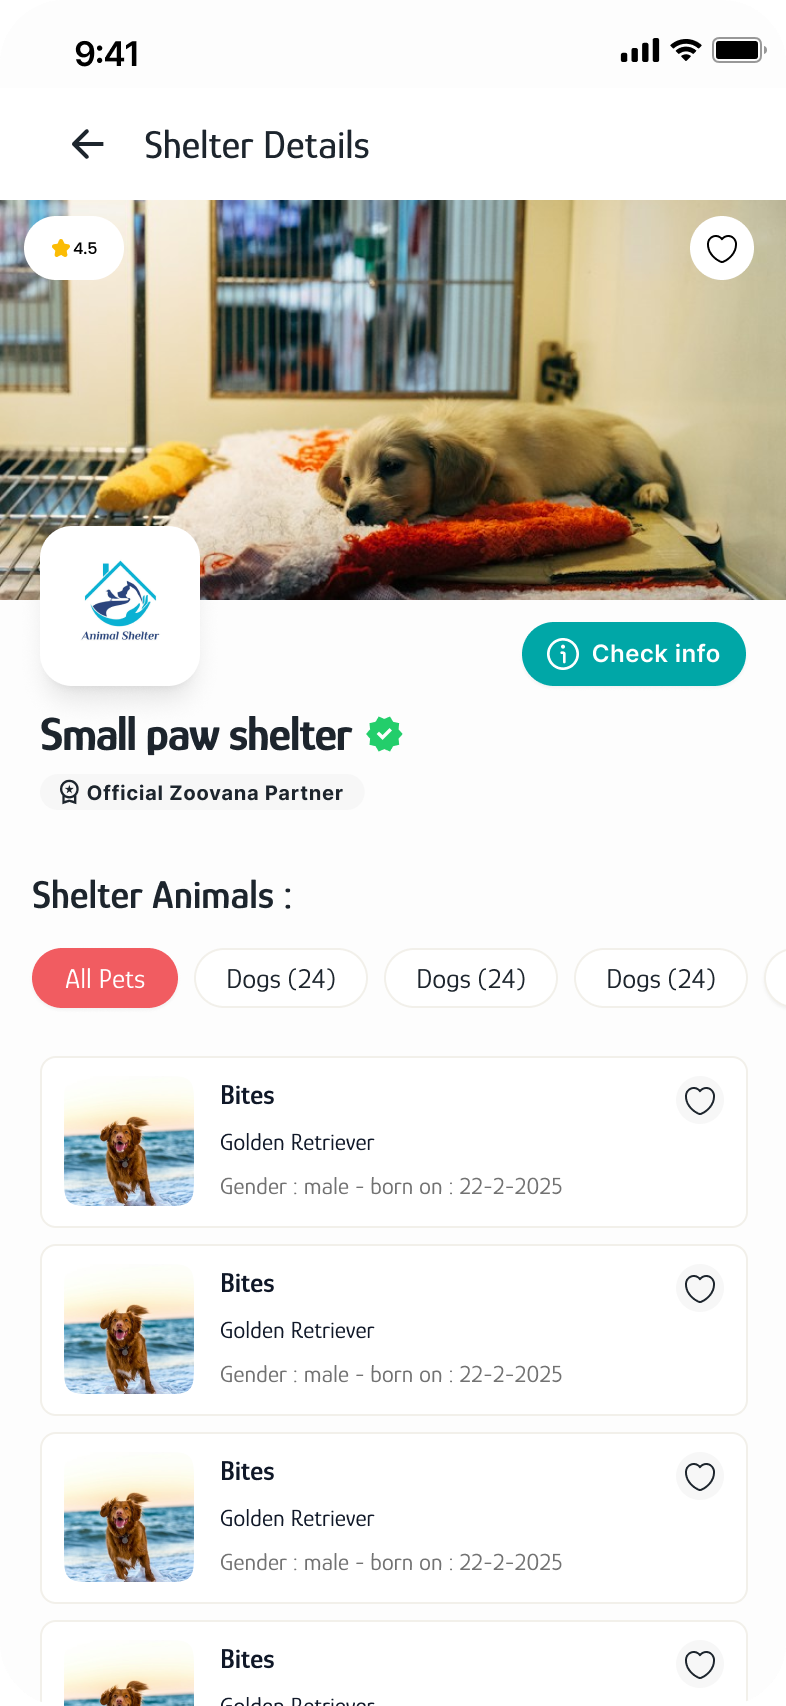 9:41
Shelter Details
4.5
Animal Shelter
Check info
Small paw shelter
Official Zoovana Partner
Shelter Animals :
All Pets
Dogs (24)
Dogs (24)
Dogs (24)
Bites
Golden Retriever
Gender : male - born on : 22-2-2025
Bites
Golden Retriever
Gender : male - born on : 22-2-2025
Bites
Golden Retriever
Gender : male - born on : 22-2-2025
Bites
Golden Retriever